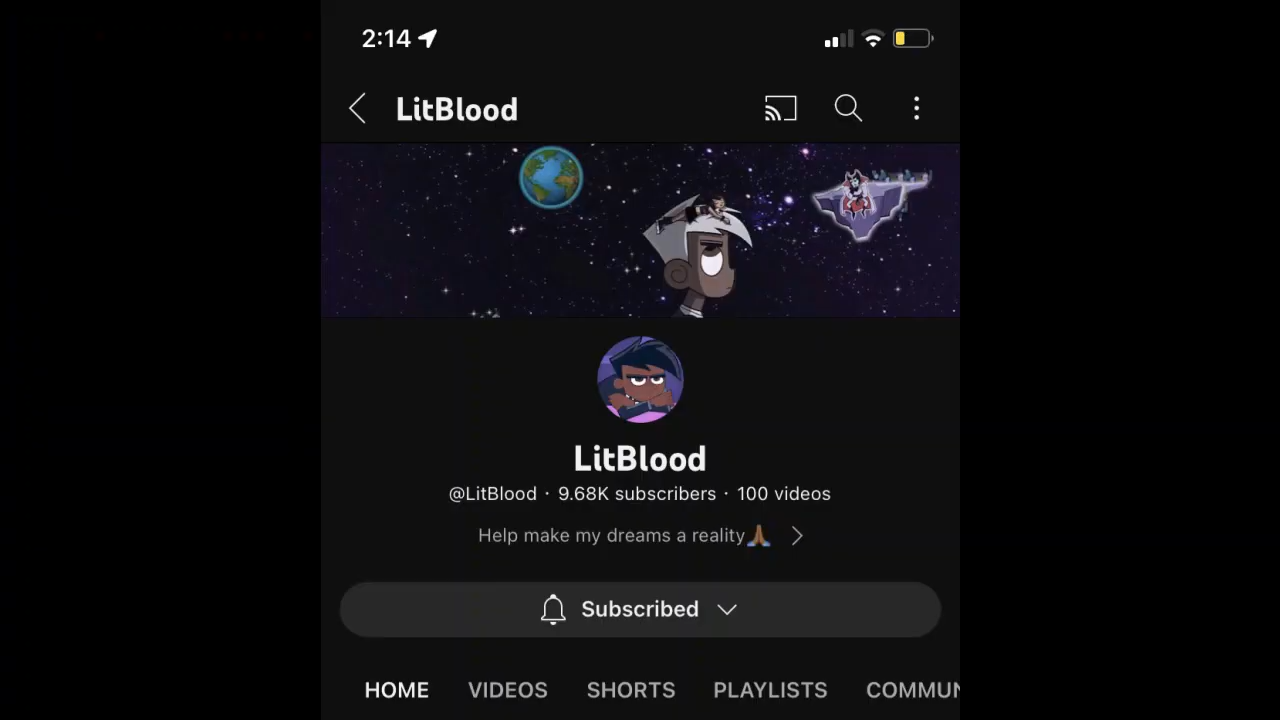 2:14
LitBlood
LitBlood
@LitBlood · 9.68K subscribers · 100 videos
Help make my dreams a reality🙏🏾
Subscribed
HOME VIDEOS SHORTS PLAYLISTS COMMUN